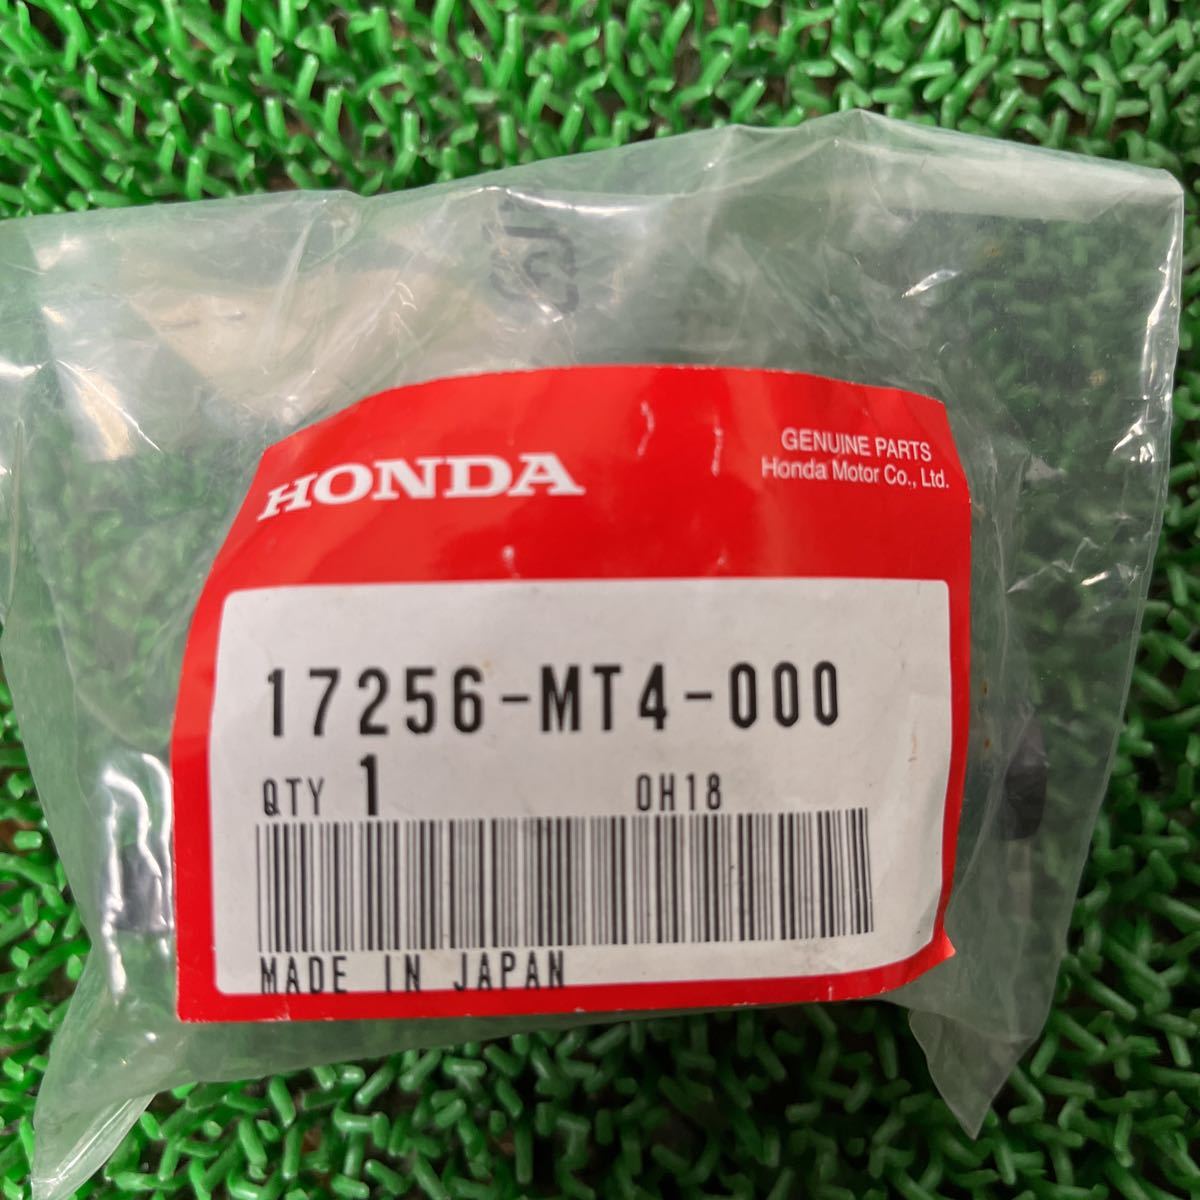 HONDA
GENUINE PARTS
Honda Motor Co., Ltd.
17256-MT4-000
QTY 1 0H18
MADE IN JAPAN